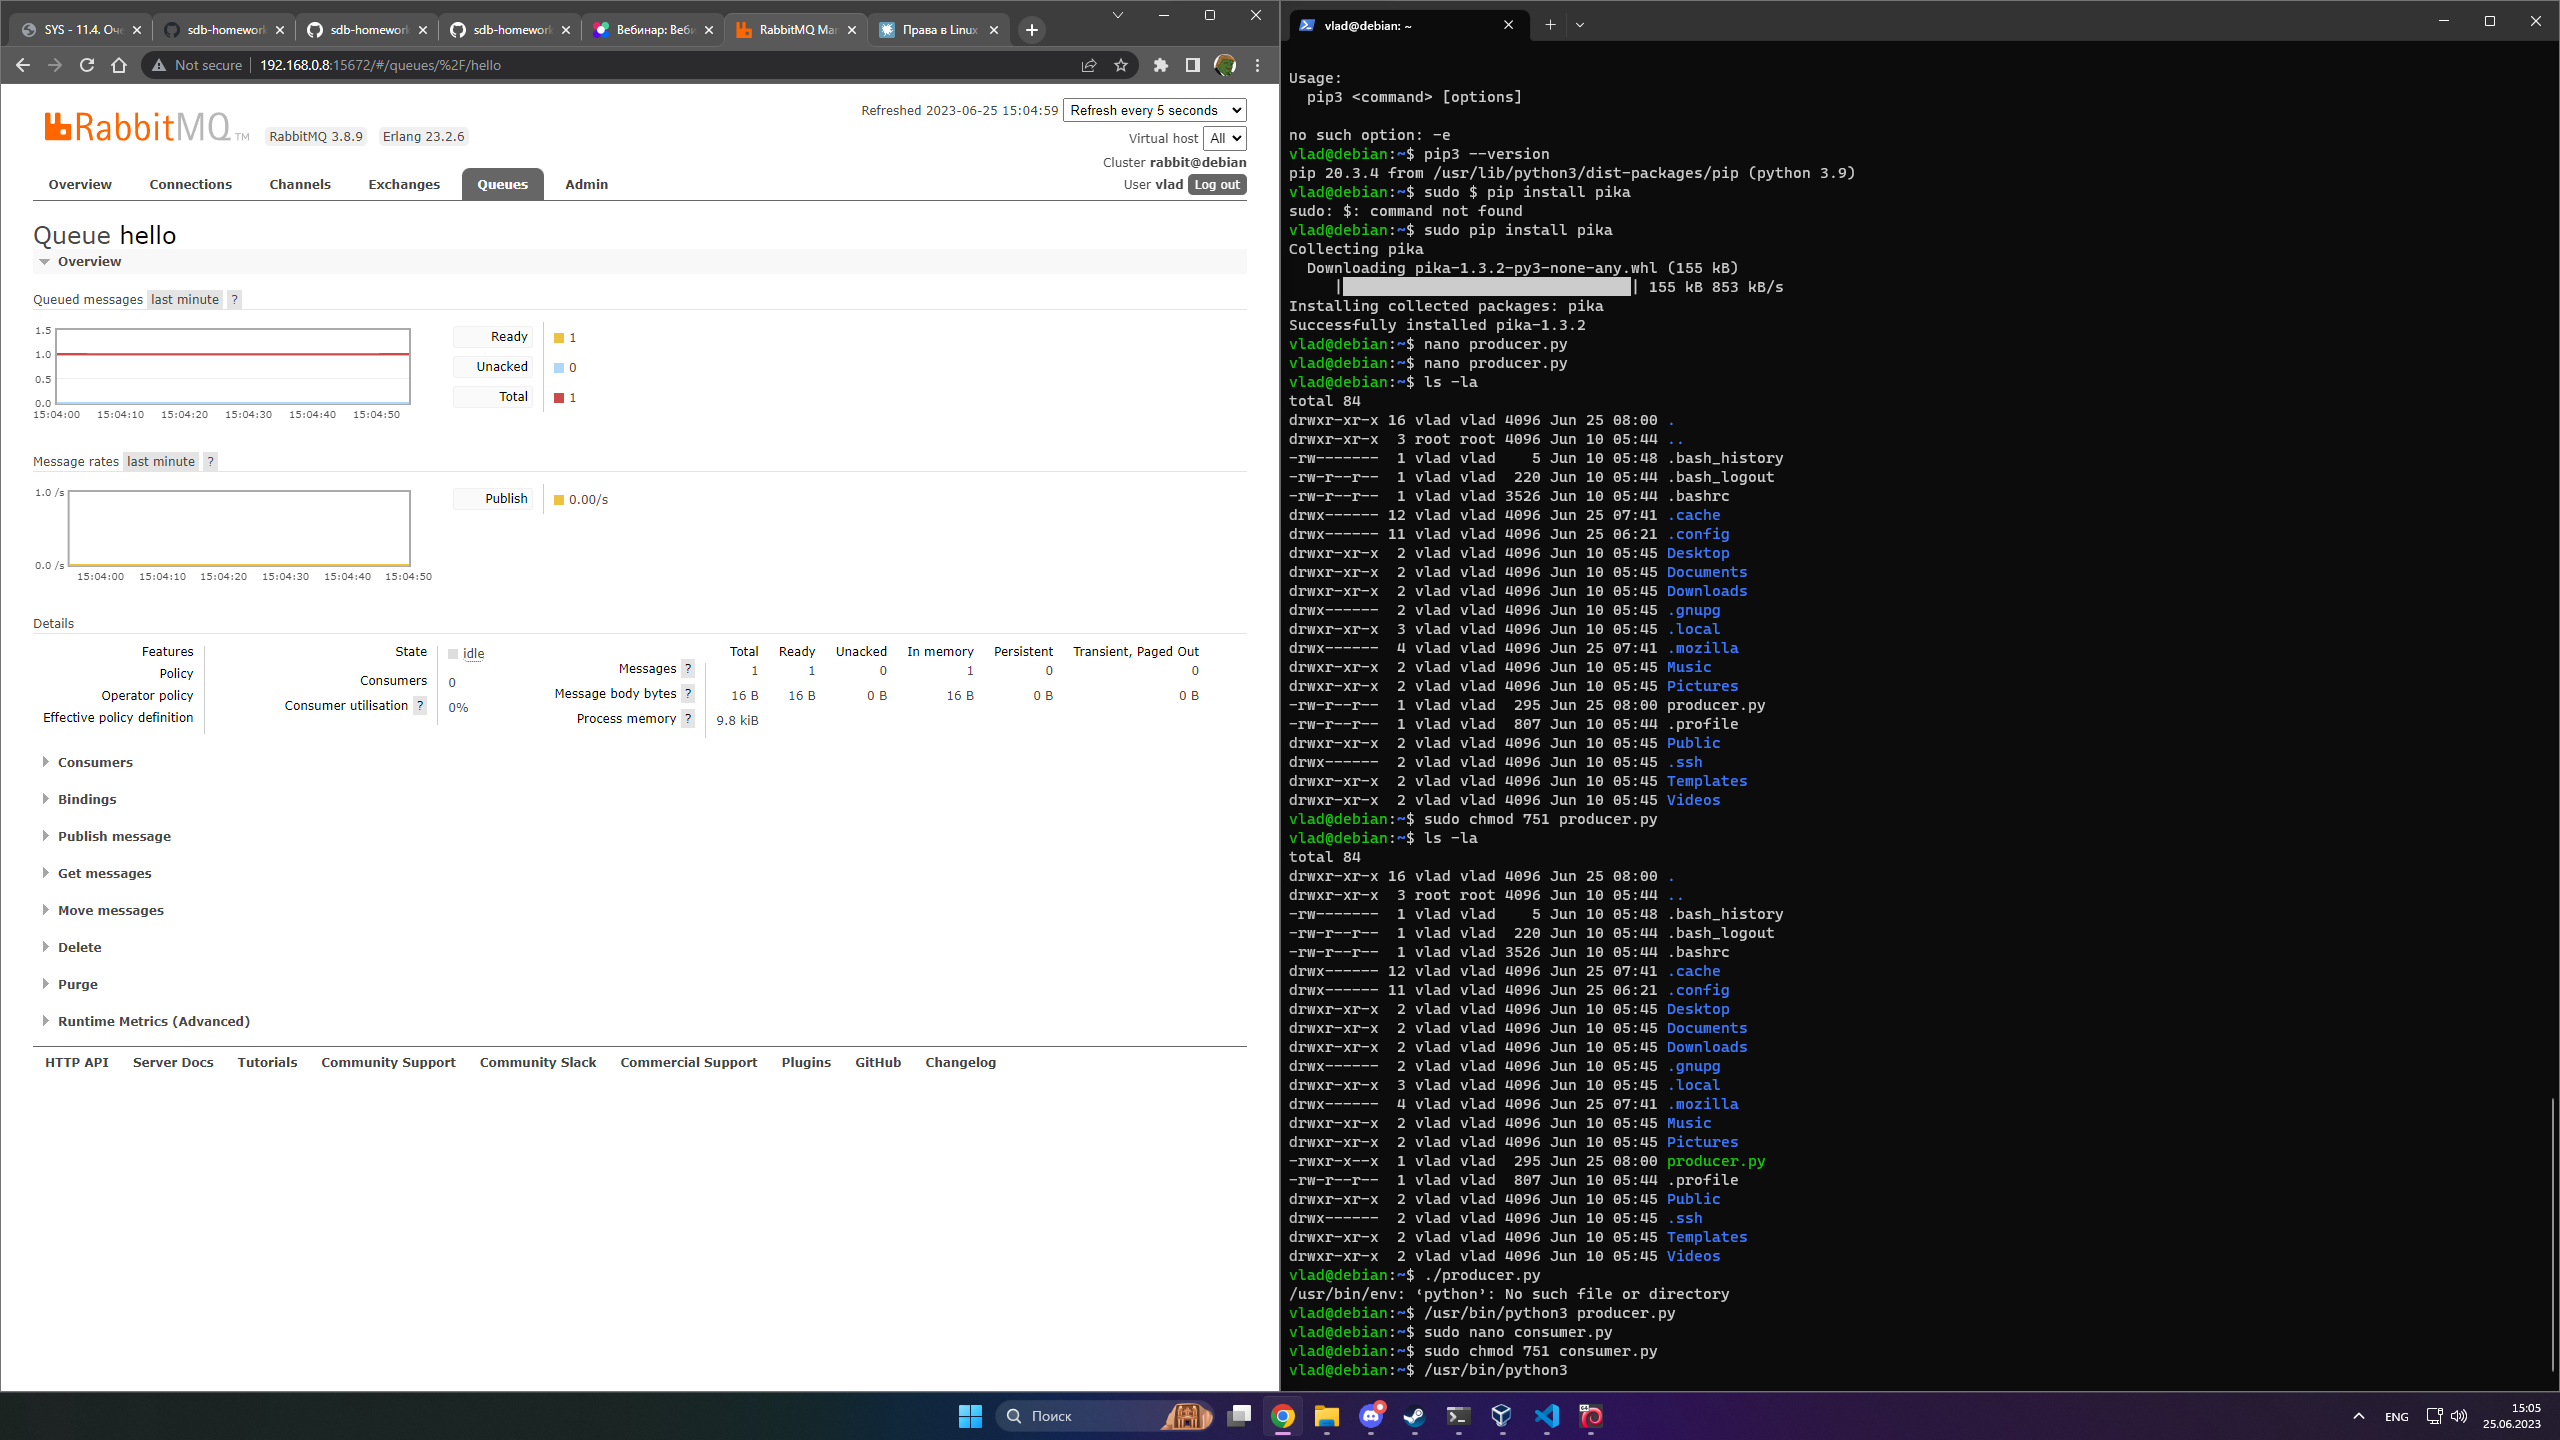 SYS - 11.4. Оче
sdb-homework
sdb-homework
sdb-homework
Вебинар: Веби
RabbitMQ Man
Права в Linux
Not secure
192.168.0.8:15672/#/queues/%2F/hello
RabbitMQ TM
RabbitMQ 3.8.9
Erlang 23.2.6
Refreshed 2023-06-25 15:04:59
Refresh every 5 seconds
Virtual host
All
Cluster rabbit@debian
User vlad
Log out
Overview
Connections
Channels
Exchanges
Queues
Admin
Queue hello
Overview
Queued messages last minute ?
1.5
1.0
0.5
0.0
15:04:00 15:04:10 15:04:20 15:04:30 15:04:40 15:04:50
Ready 1
Unacked 0
Total 1
Message rates last minute ?
1.0 /s
0.0 /s
15:04:00 15:04:10 15:04:20 15:04:30 15:04:40 15:04:50
Publish 0.00/s
Details
Features
Policy
Operator policy
Effective policy definition
State idle
Consumers 0
Consumer utilisation ? 0%
Total Ready Unacked In memory Persistent Transient, Paged Out
Messages ? 1 1 0 1 0 0
Message body bytes ? 16 B 16 B 0 B 16 B 0 B 0 B
Process memory ? 9.8 kiB
Consumers
Bindings
Publish message
Get messages
Move messages
Delete
Purge
Runtime Metrics (Advanced)
HTTP API Server Docs Tutorials Community Support Community Slack Commercial Support Plugins GitHub Changelog
vlad@debian: ~
Usage:
pip3 <command> [options]
no such option: -e
vlad@debian:~$ pip3 --version
pip 20.3.4 from /usr/lib/python3/dist-packages/pip (python 3.9)
vlad@debian:~$ sudo $ pip install pika
sudo: $: command not found
vlad@debian:~$ sudo pip install pika
Collecting pika
Downloading pika-1.3.2-py3-none-any.whl (155 kB)
| | 155 kB 853 kB/s
Installing collected packages: pika
Successfully installed pika-1.3.2
vlad@debian:~$ nano producer.py
vlad@debian:~$ nano producer.py
vlad@debian:~$ ls -la
total 84
drwxr-xr-x 16 vlad vlad 4096 Jun 25 08:00 .
drwxr-xr-x  3 root root 4096 Jun 10 05:44 ..
-rw-------  1 vlad vlad    5 Jun 10 05:48 .bash_history
-rw-r--r--  1 vlad vlad  220 Jun 10 05:44 .bash_logout
-rw-r--r--  1 vlad vlad 3526 Jun 10 05:44 .bashrc
drwx------ 12 vlad vlad 4096 Jun 25 07:41 .cache
drwx------ 11 vlad vlad 4096 Jun 25 06:21 .config
drwxr-xr-x  2 vlad vlad 4096 Jun 10 05:45 Desktop
drwxr-xr-x  2 vlad vlad 4096 Jun 10 05:45 Documents
drwxr-xr-x  2 vlad vlad 4096 Jun 10 05:45 Downloads
drwx------  2 vlad vlad 4096 Jun 10 05:45 .gnupg
drwxr-xr-x  3 vlad vlad 4096 Jun 10 05:45 .local
drwx------  4 vlad vlad 4096 Jun 25 07:41 .mozilla
drwxr-xr-x  2 vlad vlad 4096 Jun 10 05:45 Music
drwxr-xr-x  2 vlad vlad 4096 Jun 10 05:45 Pictures
-rw-r--r--  1 vlad vlad  295 Jun 25 08:00 producer.py
-rw-r--r--  1 vlad vlad  807 Jun 10 05:44 .profile
drwxr-xr-x  2 vlad vlad 4096 Jun 10 05:45 Public
drwx------  2 vlad vlad 4096 Jun 10 05:45 .ssh
drwxr-xr-x  2 vlad vlad 4096 Jun 10 05:45 Templates
drwxr-xr-x  2 vlad vlad 4096 Jun 10 05:45 Videos
vlad@debian:~$ sudo chmod 751 producer.py
vlad@debian:~$ ls -la
total 84
drwxr-xr-x 16 vlad vlad 4096 Jun 25 08:00 .
drwxr-xr-x  3 root root 4096 Jun 10 05:44 ..
-rw-------  1 vlad vlad    5 Jun 10 05:48 .bash_history
-rw-r--r--  1 vlad vlad  220 Jun 10 05:44 .bash_logout
-rw-r--r--  1 vlad vlad 3526 Jun 10 05:44 .bashrc
drwx------ 12 vlad vlad 4096 Jun 25 07:41 .cache
drwx------ 11 vlad vlad 4096 Jun 25 06:21 .config
drwxr-xr-x  2 vlad vlad 4096 Jun 10 05:45 Desktop
drwxr-xr-x  2 vlad vlad 4096 Jun 10 05:45 Documents
drwxr-xr-x  2 vlad vlad 4096 Jun 10 05:45 Downloads
drwx------  2 vlad vlad 4096 Jun 10 05:45 .gnupg
drwxr-xr-x  3 vlad vlad 4096 Jun 10 05:45 .local
drwx------  4 vlad vlad 4096 Jun 25 07:41 .mozilla
drwxr-xr-x  2 vlad vlad 4096 Jun 10 05:45 Music
drwxr-xr-x  2 vlad vlad 4096 Jun 10 05:45 Pictures
-rwxr-x--x  1 vlad vlad  295 Jun 25 08:00 producer.py
-rw-r--r--  1 vlad vlad  807 Jun 10 05:44 .profile
drwxr-xr-x  2 vlad vlad 4096 Jun 10 05:45 Public
drwx------  2 vlad vlad 4096 Jun 10 05:45 .ssh
drwxr-xr-x  2 vlad vlad 4096 Jun 10 05:45 Templates
drwxr-xr-x  2 vlad vlad 4096 Jun 10 05:45 Videos
vlad@debian:~$ ./producer.py
/usr/bin/env: ‘python’: No such file or directory
vlad@debian:~$ /usr/bin/python3 producer.py
vlad@debian:~$ sudo nano consumer.py
vlad@debian:~$ sudo chmod 751 consumer.py
vlad@debian:~$ /usr/bin/python3
Поиск
ENG
15:05
25.06.2023